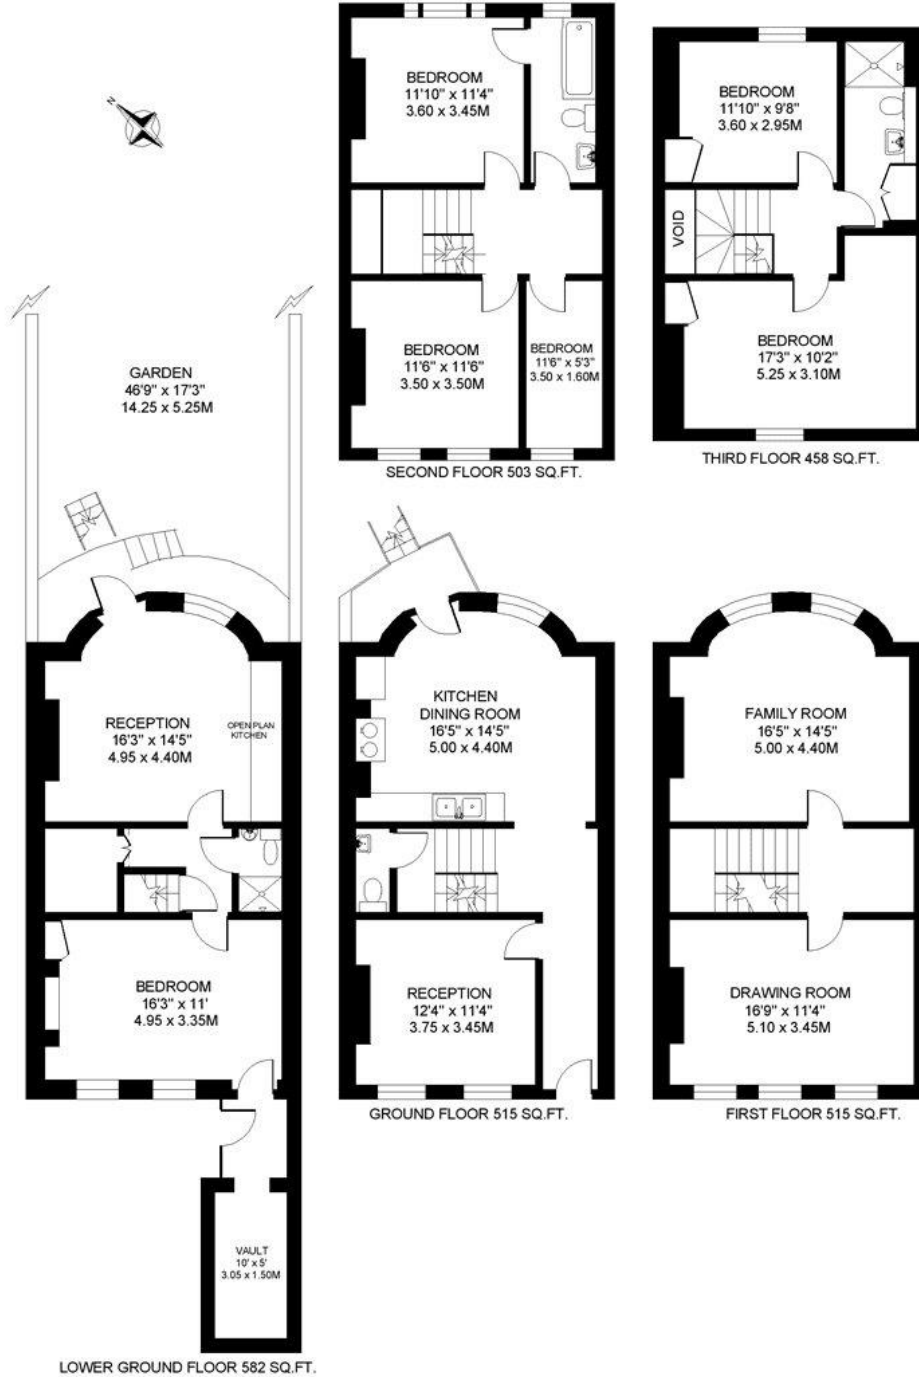 N
BEDROOM
11'10" x 11'4"
3.60 x 3.45M
BEDROOM
11'6" x 11'6"
3.50 x 3.50M
BEDROOM
11'6" x 5'3"
3.50 x 1.60M
SECOND FLOOR 503 SQ.FT.
BEDROOM
11'10" x 9'8"
3.60 x 2.95M
VOID
BEDROOM
17'3" x 10'2"
5.25 x 3.10M
THIRD FLOOR 458 SQ.FT.
GARDEN
46'9" x 17'3"
14.25 x 5.25M
RECEPTION
16'3" x 14'5"
4.95 x 4.40M
OPEN PLAN
KITCHEN
BEDROOM
16'3" x 11'
4.95 x 3.35M
VAULT
10' x 5'
3.05 x 1.50M
LOWER GROUND FLOOR 582 SQ.FT.
KITCHEN
DINING ROOM
16'5" x 14'5"
5.00 x 4.40M
RECEPTION
12'4" x 11'4"
3.75 x 3.45M
GROUND FLOOR 515 SQ.FT.
FAMILY ROOM
16'5" x 14'5"
5.00 x 4.40M
DRAWING ROOM
16'9" x 11'4"
5.10 x 3.45M
FIRST FLOOR 515 SQ.FT.